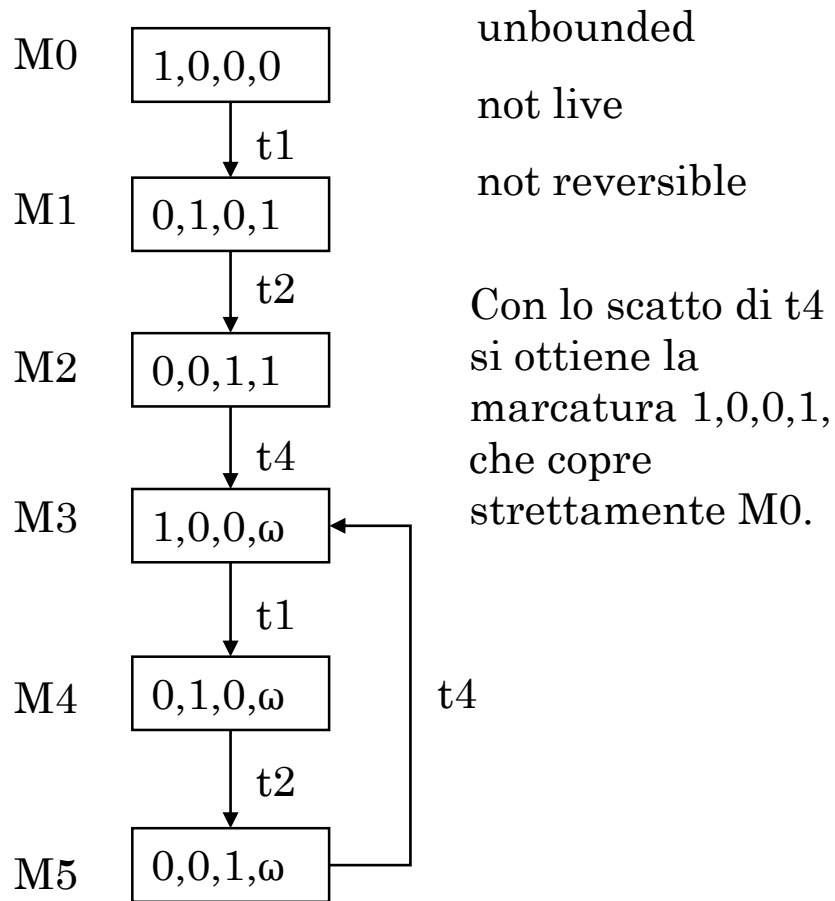 M0
1,0,0,0
t1
M1
0,1,0,1
t2
M2
0,0,1,1
t4
M3
1,0,0,ω
t1
M4
0,1,0,ω
t4
t2
M5
0,0,1,ω
unbounded
not live
not reversible
Con lo scatto di t4
si ottiene la
marcatura 1,0,0,1,
che copre
strettamente M0.